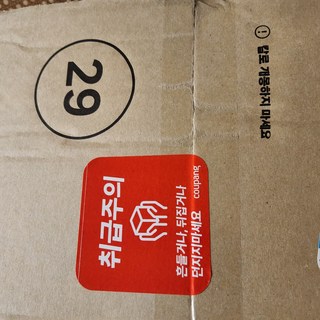 29
칼로 개봉하지 마세요
취급주의
흔들거나, 뒤집거나
던지지마세요
coupang